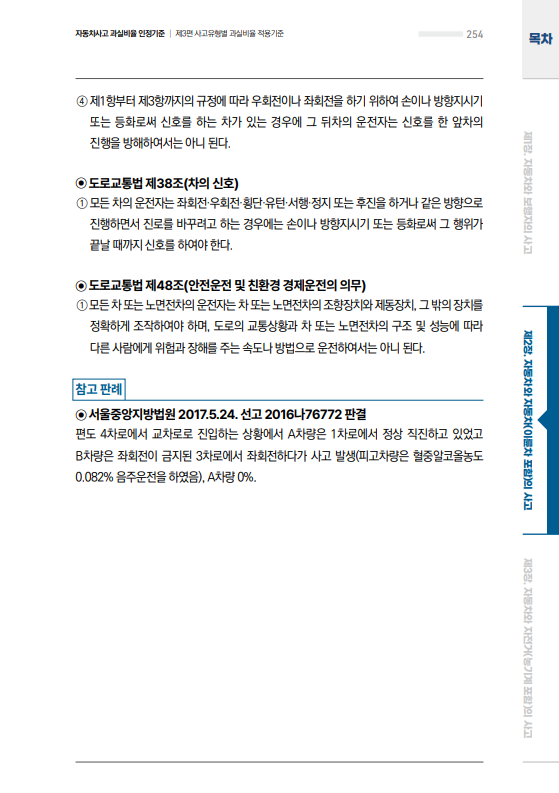 자동차사고 과실비율 인정기준 | 제3편 사고유형별 과실비율 적용기준
254
목차
④ 제1항부터 제3항까지의 규정에 따라 우회전이나 좌회전을 하기 위하여 손이나 방향지시기
또는 등화로써 신호를 하는 차가 있는 경우에 그 뒤차의 운전자는 신호를 한 앞차의
진행을 방해하여서는 아니 된다.
◉ 도로교통법 제38조(차의 신호)
① 모든 차의 운전자는 좌회전·우회전·횡단·유턴·서행·정지 또는 후진을 하거나 같은 방향으로
진행하면서 진로를 바꾸려고 하는 경우에는 손이나 방향지시기 또는 등화로써 그 행위가
끝날 때까지 신호를 하여야 한다.
◉ 도로교통법 제48조(안전운전 및 친환경 경제운전의 의무)
① 모든 차 또는 노면전차의 운전자는 차 또는 노면전차의 조향장치와 제동장치, 그 밖의 장치를
정확하게 조작하여야 하며, 도로의 교통상황과 차 또는 노면전차의 구조 및 성능에 따라
다른 사람에게 위험과 장해를 주는 속도나 방법으로 운전하여서는 아니 된다.
참고 판례
◉ 서울중앙지방법원 2017.5.24. 선고 2016나76772 판결
편도 4차로에서 교차로로 진입하는 상황에서 A차량은 1차로에서 정상 직진하고 있었고
B차량은 좌회전이 금지된 3차로에서 좌회전하다가 사고 발생(피고차량은 혈중알코올농도
0.082% 음주운전을 하였음), A차량 0%.
제1장. 자동차와 보행자의 사고
제2장. 자동차와 자동차(이륜차 포함)의 사고
제3장. 자동차와 자전거(농기계 포함)의 사고